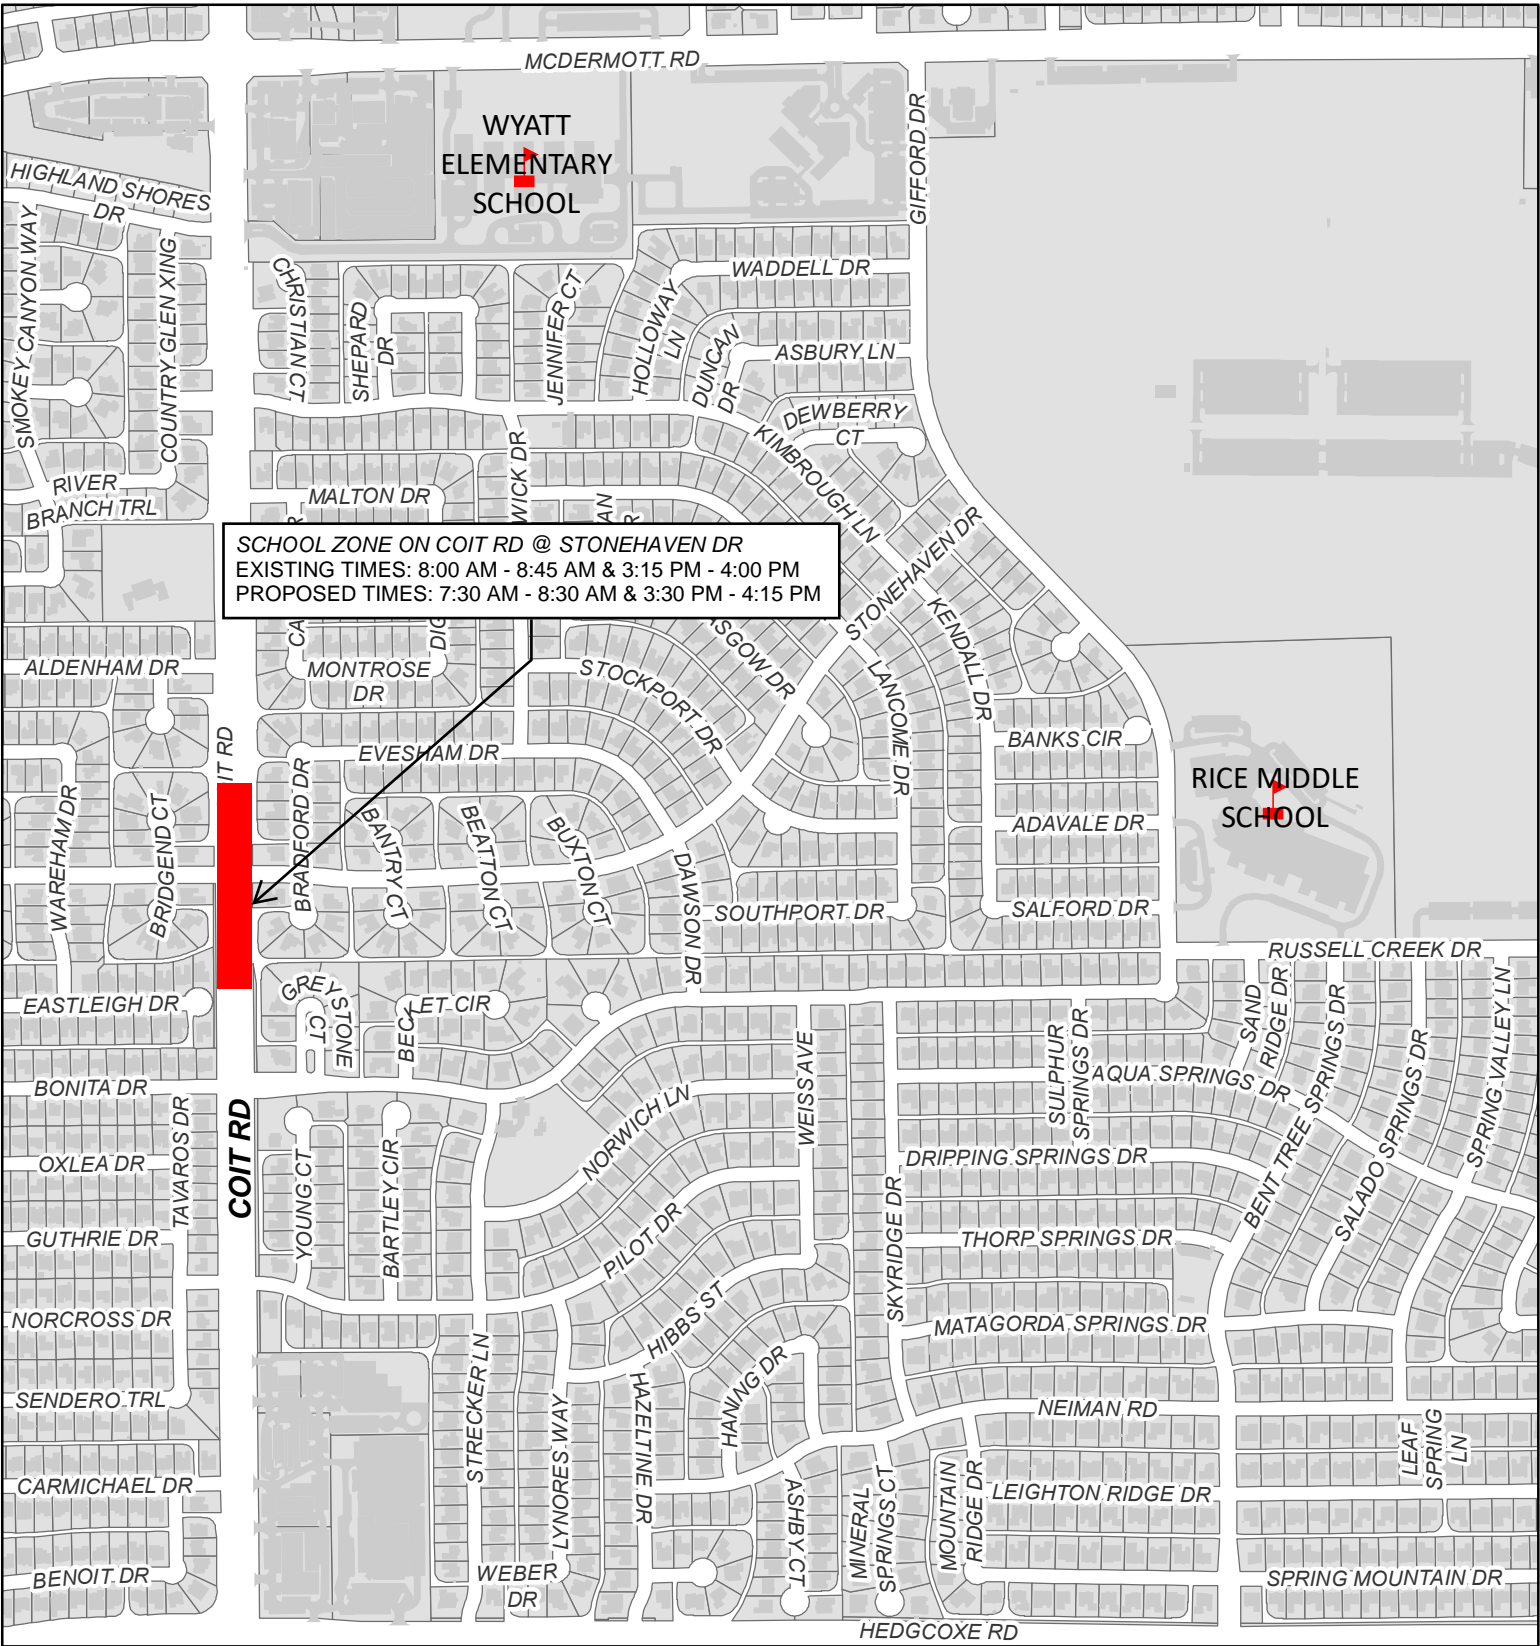 MCDERMOTT RD
WYATT
ELEMENTARY
SCHOOL
GIFFORD DR
HIGHLAND SHORES
DR
SMOKEY CANYON WAY
COUNTRY GLEN XING
CHRISTIAN CT
SHEPARD
DR
JENNIFER CT
HOLLOWAY
LN
WADDELL DR
DUNCAN
DR
ASBURY LN
DEWBERRY
CT
KIMBROUGH LN
RIVER
BRANCH TRL
MALTON DR
WICK DR
AN
STONEHAVEN DR
SCHOOL ZONE ON COIT RD @ STONEHAVEN DR
EXISTING TIMES: 8:00 AM - 8:45 AM & 3:15 PM - 4:00 PM
PROPOSED TIMES: 7:30 AM - 8:30 AM & 3:30 PM - 4:15 PM
CA
DIG
ALDENHAM DR
MONTROSE
DR
STOCKPORT DR
SGOW DR
LANCOME DR
KENDALL DR
IT RD
EVESHAM DR
BANKS CIR
RICE MIDDLE
SCHOOL
WAREHAM DR
BRIDGEND CT
BRADFORD DR
BANTRY CT
BEATTON CT
BUXTON CT
DAWSON DR
ADAVALE DR
SOUTHPORT DR
SALFORD DR
RUSSELL CREEK DR
EASTLEIGH DR
GREYSTONE
CT
BECKET CIR
WEISS AVE
SULPHUR
SPRINGS DR
SAND
RIDGE DR
BENT TREE SPRINGS DR
SALADO SPRINGS DR
SPRING VALLEY LN
BONITA DR
AQUA SPRINGS DR
TAVAROS DR
COIT RD
NORWICH LN
OXLEA DR
YOUNG CT
BARTLEY CIR
DRIPPING SPRINGS DR
SKYRIDGE DR
GUTHRIE DR
PILOT DR
THORP SPRINGS DR
NORCROSS DR
HIBBS ST
MATAGORDA SPRINGS DR
STRECKER LN
SENDERO TRL
LYNORES WAY
HAZELTINE DR
HANING DR
NEIMAN RD
LEAF
SPRING
LN
CARMICHAEL DR
ASHBY CT
MINERAL
SPRINGS CT
MOUNTAIN
RIDGE DR
LEIGHTON RIDGE DR
BENOIT DR
WEBER
DR
SPRING MOUNTAIN DR
HEDGCOXE RD